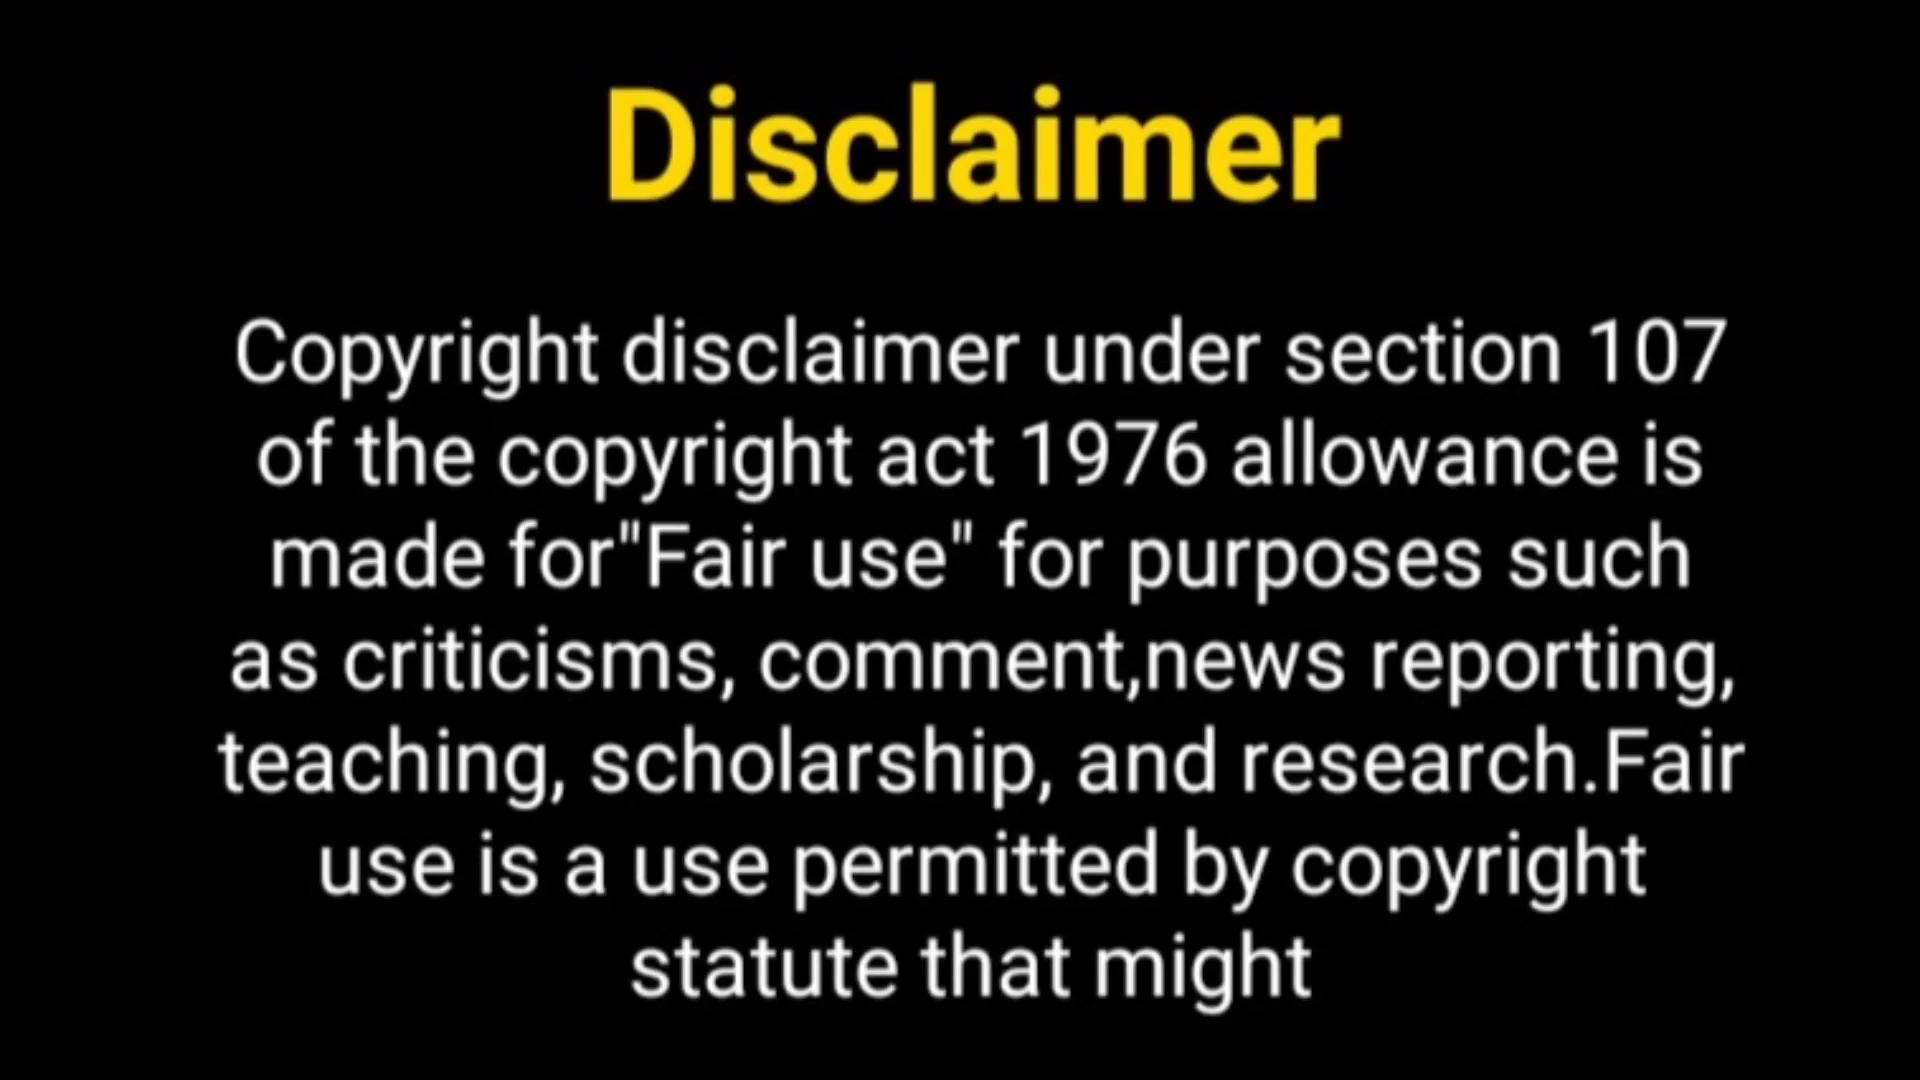 Disclaimer
Copyright disclaimer under section 107
of the copyright act 1976 allowance is
made for"Fair use" for purposes such
as criticisms, comment,news reporting,
teaching, scholarship, and research.Fair
use is a use permitted by copyright
statute that might